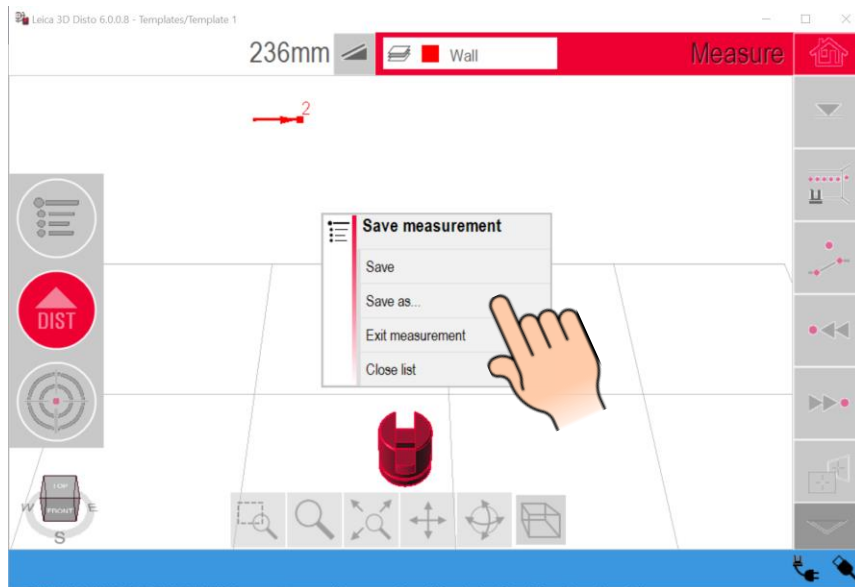 Leica 3D Disto 6.0.0.8 - Templates/Template 1
236mm
Wall
Measure
2
Save measurement
Save
Save as...
Exit measurement
Close list
DIST
TOP
FRONT
W
E
S